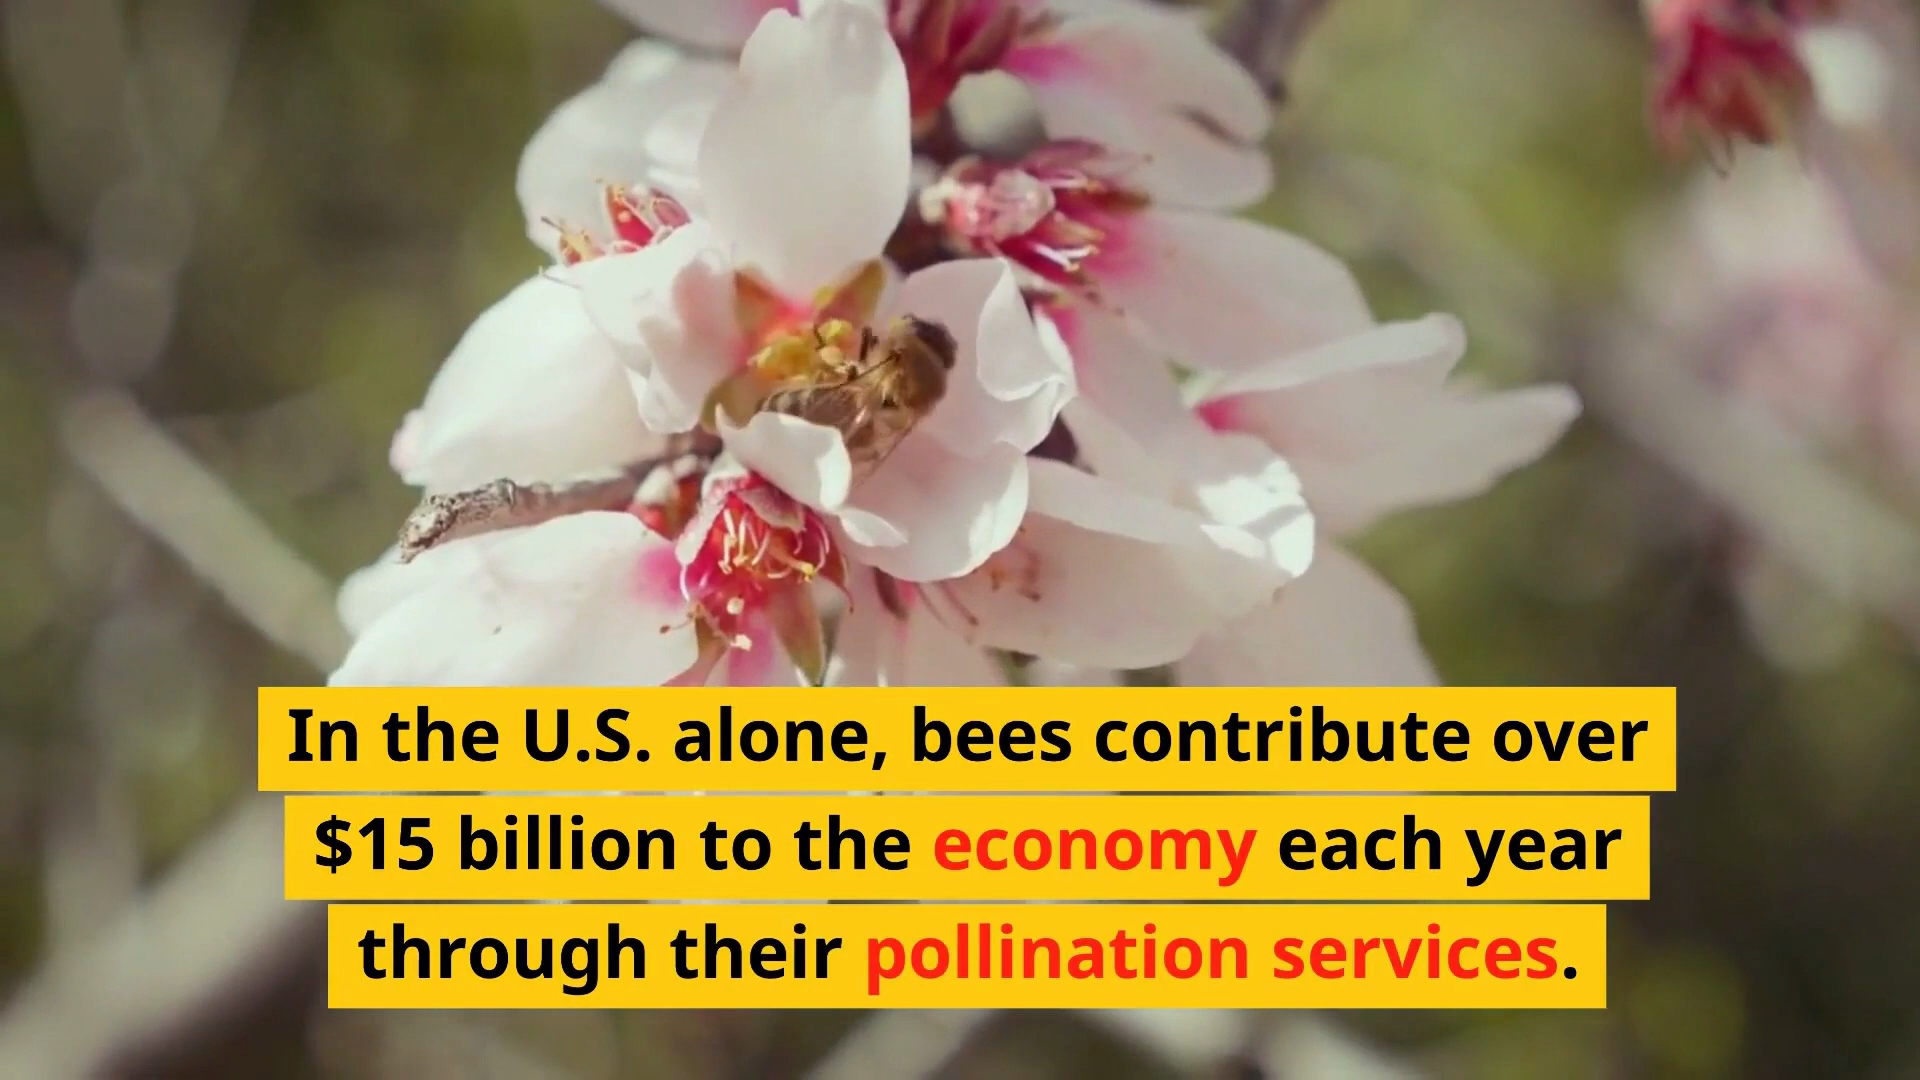 In the U.S. alone, bees contribute over
$15 billion to the economy each year
through their pollination services.